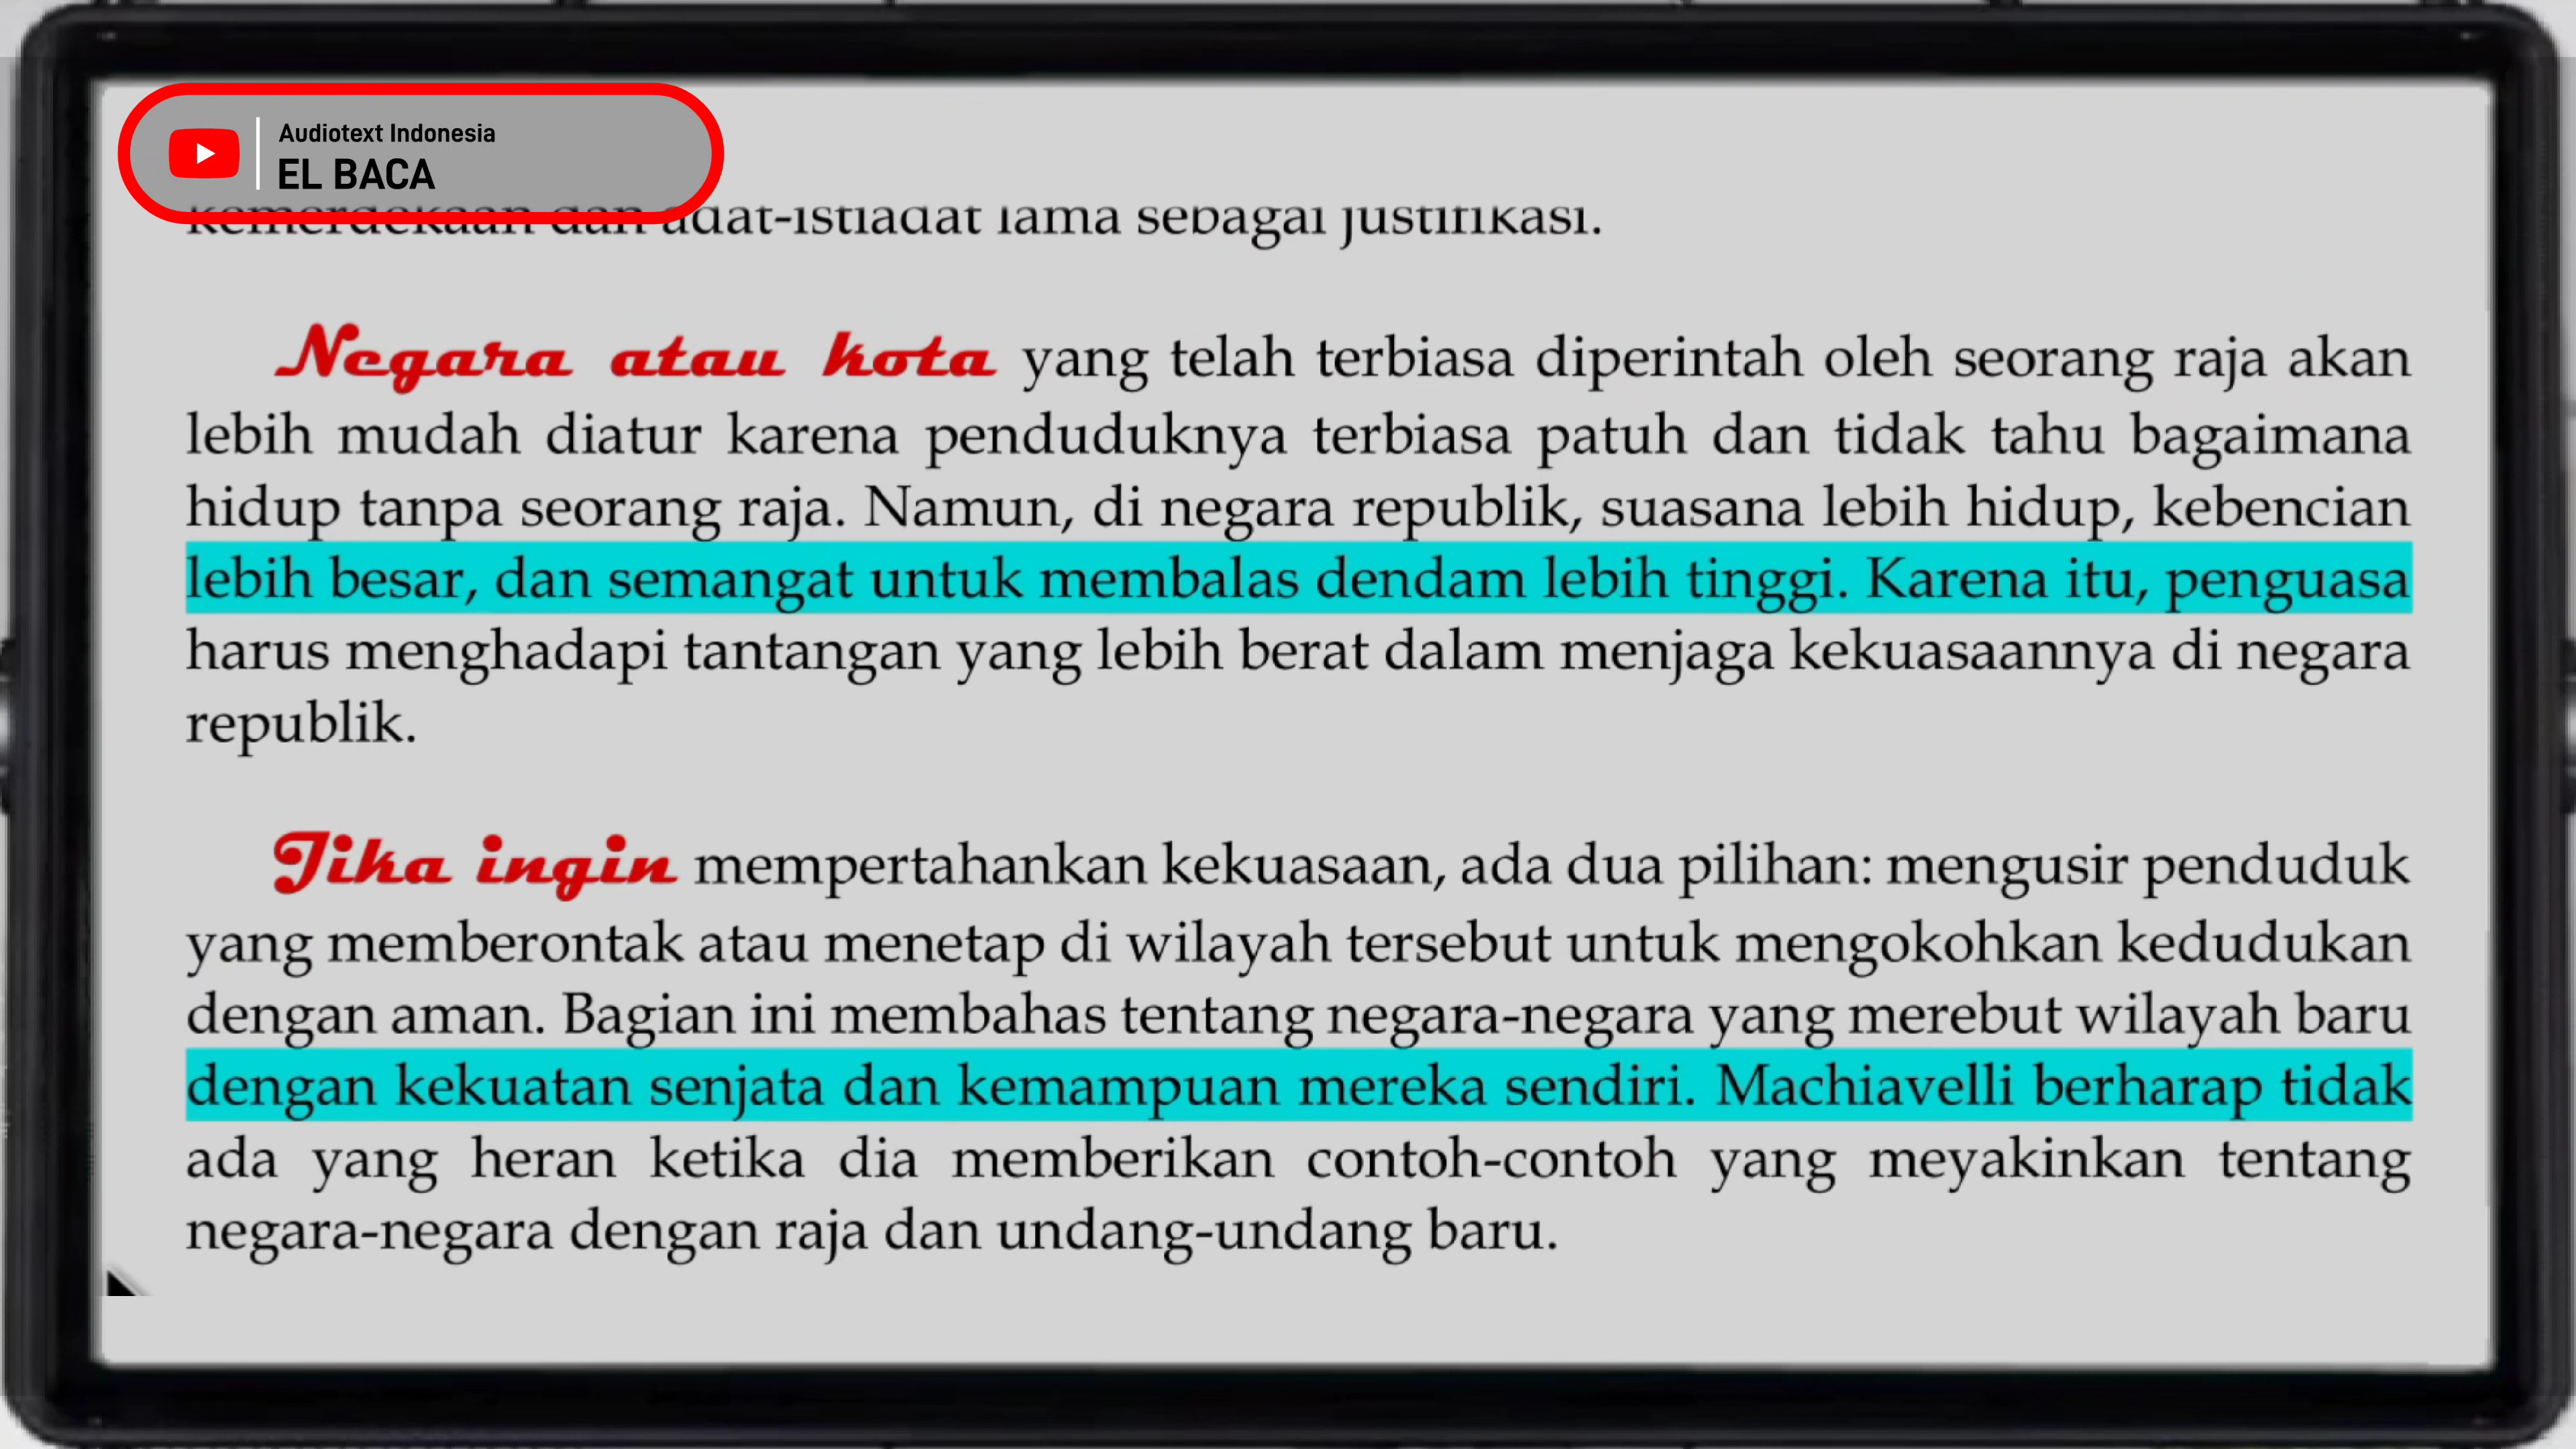 Audiotext Indonesia
EL BACA
kemerdekaan dan adat-istiadat lama sebagai justifikasi.
Negara atau kota yang telah terbiasa diperintah oleh seorang raja akan
lebih mudah diatur karena penduduknya terbiasa patuh dan tidak tahu bagaimana
hidup tanpa seorang raja. Namun, di negara republik, suasana lebih hidup, kebencian
lebih besar, dan semangat untuk membalas dendam lebih tinggi. Karena itu, penguasa
harus menghadapi tantangan yang lebih berat dalam menjaga kekuasaannya di negara
republik.
Jika ingin mempertahankan kekuasaan, ada dua pilihan: mengusir penduduk
yang memberontak atau menetap di wilayah tersebut untuk mengokohkan kedudukan
dengan aman. Bagian ini membahas tentang negara-negara yang merebut wilayah baru
dengan kekuatan senjata dan kemampuan mereka sendiri. Machiavelli berharap tidak
ada yang heran ketika dia memberikan contoh-contoh yang meyakinkan tentang
negara-negara dengan raja dan undang-undang baru.